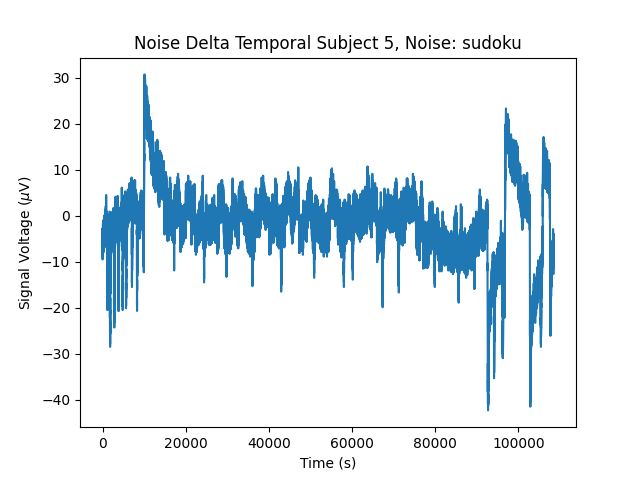 Noise Delta Temporal Subject 5, Noise: sudoku
30
20
10
0
−10
−20
−30
−40
Signal Voltage (μV)
0 20000 40000 60000 80000 100000
Time (s)